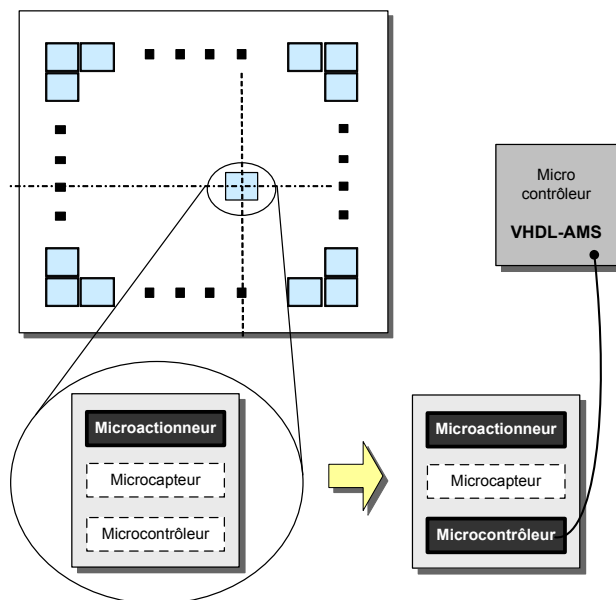 Micro
contrôleur
VHDL-AMS
Microactionneur
Microcapteur
Microcontrôleur
Microactionneur
Microcapteur
Microcontrôleur